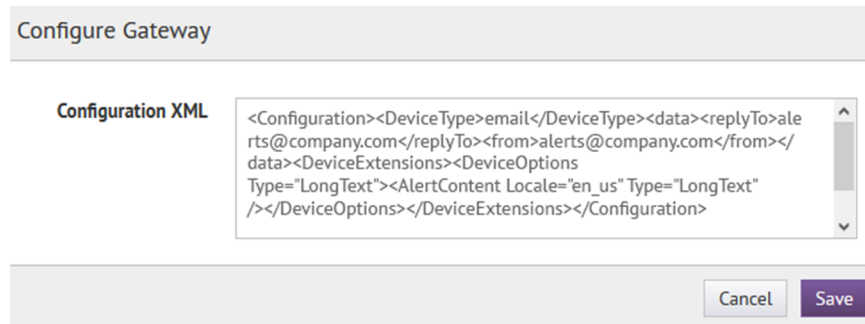 Configure Gateway
Configuration XML
<Configuration><DeviceType>email</DeviceType><data><replyTo>ale
rts@company.com</replyTo><from>alerts@company.com</from></
data><DeviceExtensions><DeviceOptions
Type="LongText"><AlertContent Locale="en_us" Type="LongText"
/></DeviceOptions></DeviceExtensions></Configuration>
Cancel Save